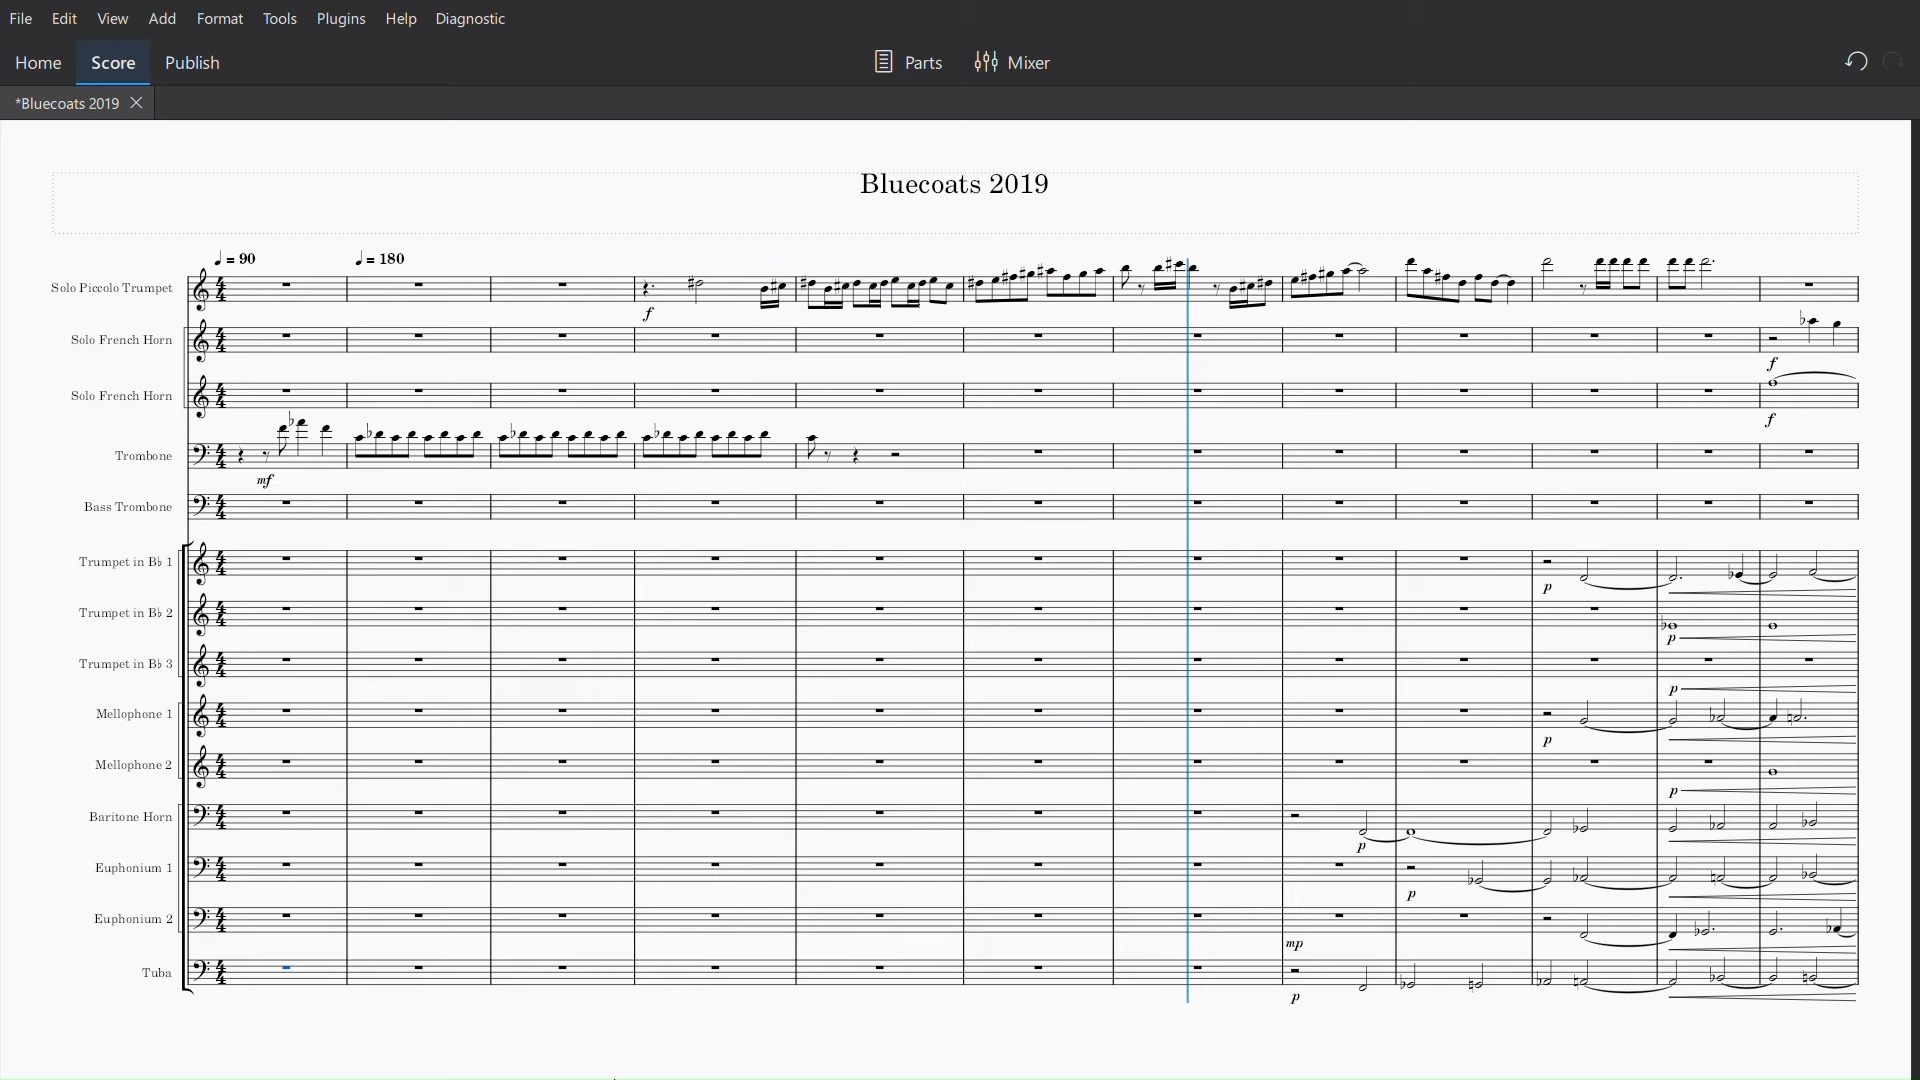 File Edit View Add Format Tools Plugins Help Diagnostic
Home Score Publish Parts Mixer
*Bluecoats 2019
Bluecoats 2019
♩ = 90 ♩ = 180
Solo Piccolo Trumpet
f
Solo French Horn
f
Solo French Horn
f
Trombone
mf
Bass Trombone
Trumpet in B♭ 1
p
Trumpet in B♭ 2
p
Trumpet in B♭ 3
p
Mellophone 1
p
Mellophone 2
p
Baritone Horn
p
Euphonium 1
p
Euphonium 2
mp
Tuba
p